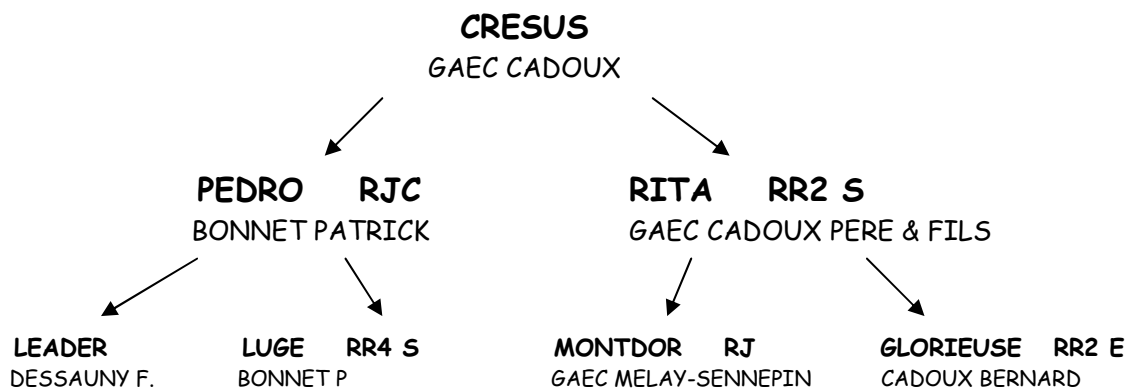 CRESUS
GAEC CADOUX
PEDRO RJC RITA RR2 S
BONNET PATRICK GAEC CADOUX PERE & FILS
LEADER LUGE RR4 S MONTDOR RJ GLORIEUSE RR2 E
DESSAUNY F. BONNET P GAEC MELAY-SENNEPIN CADOUX BERNARD